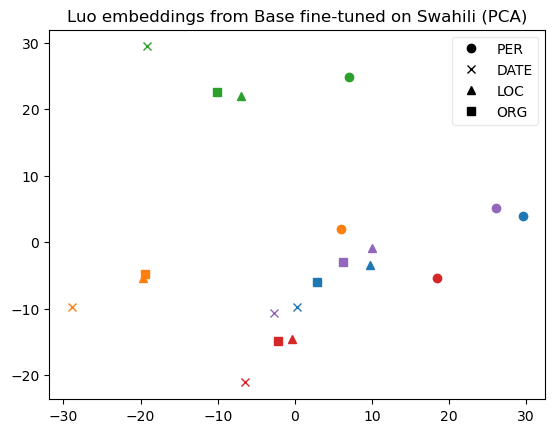 Luo embeddings from Base fine-tuned on Swahili (PCA)
30
20
10
0
−10
−20
−30
−20
−10
0
10
20
30
PER
DATE
LOC
ORG